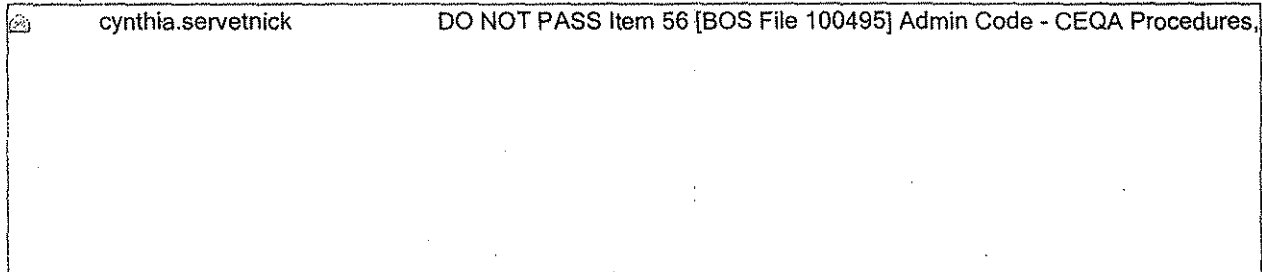 cynthia.servetnick DO NOT PASS Item 56 [BOS File 100495] Admin Code - CEQA Procedures,